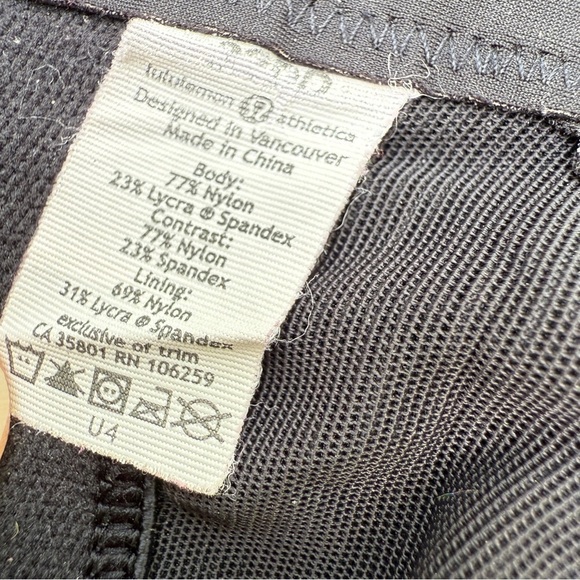 lululemon athletica
Designed in Vancouver
Made in China
Body:
77% Nylon
23% Lycra ® Spandex
Contrast:
77% Nylon
23% Spandex
Lining:
69% Nylon
31% Lycra ® Spandex
exclusive of trim
CA 35801 RN 106259
U4